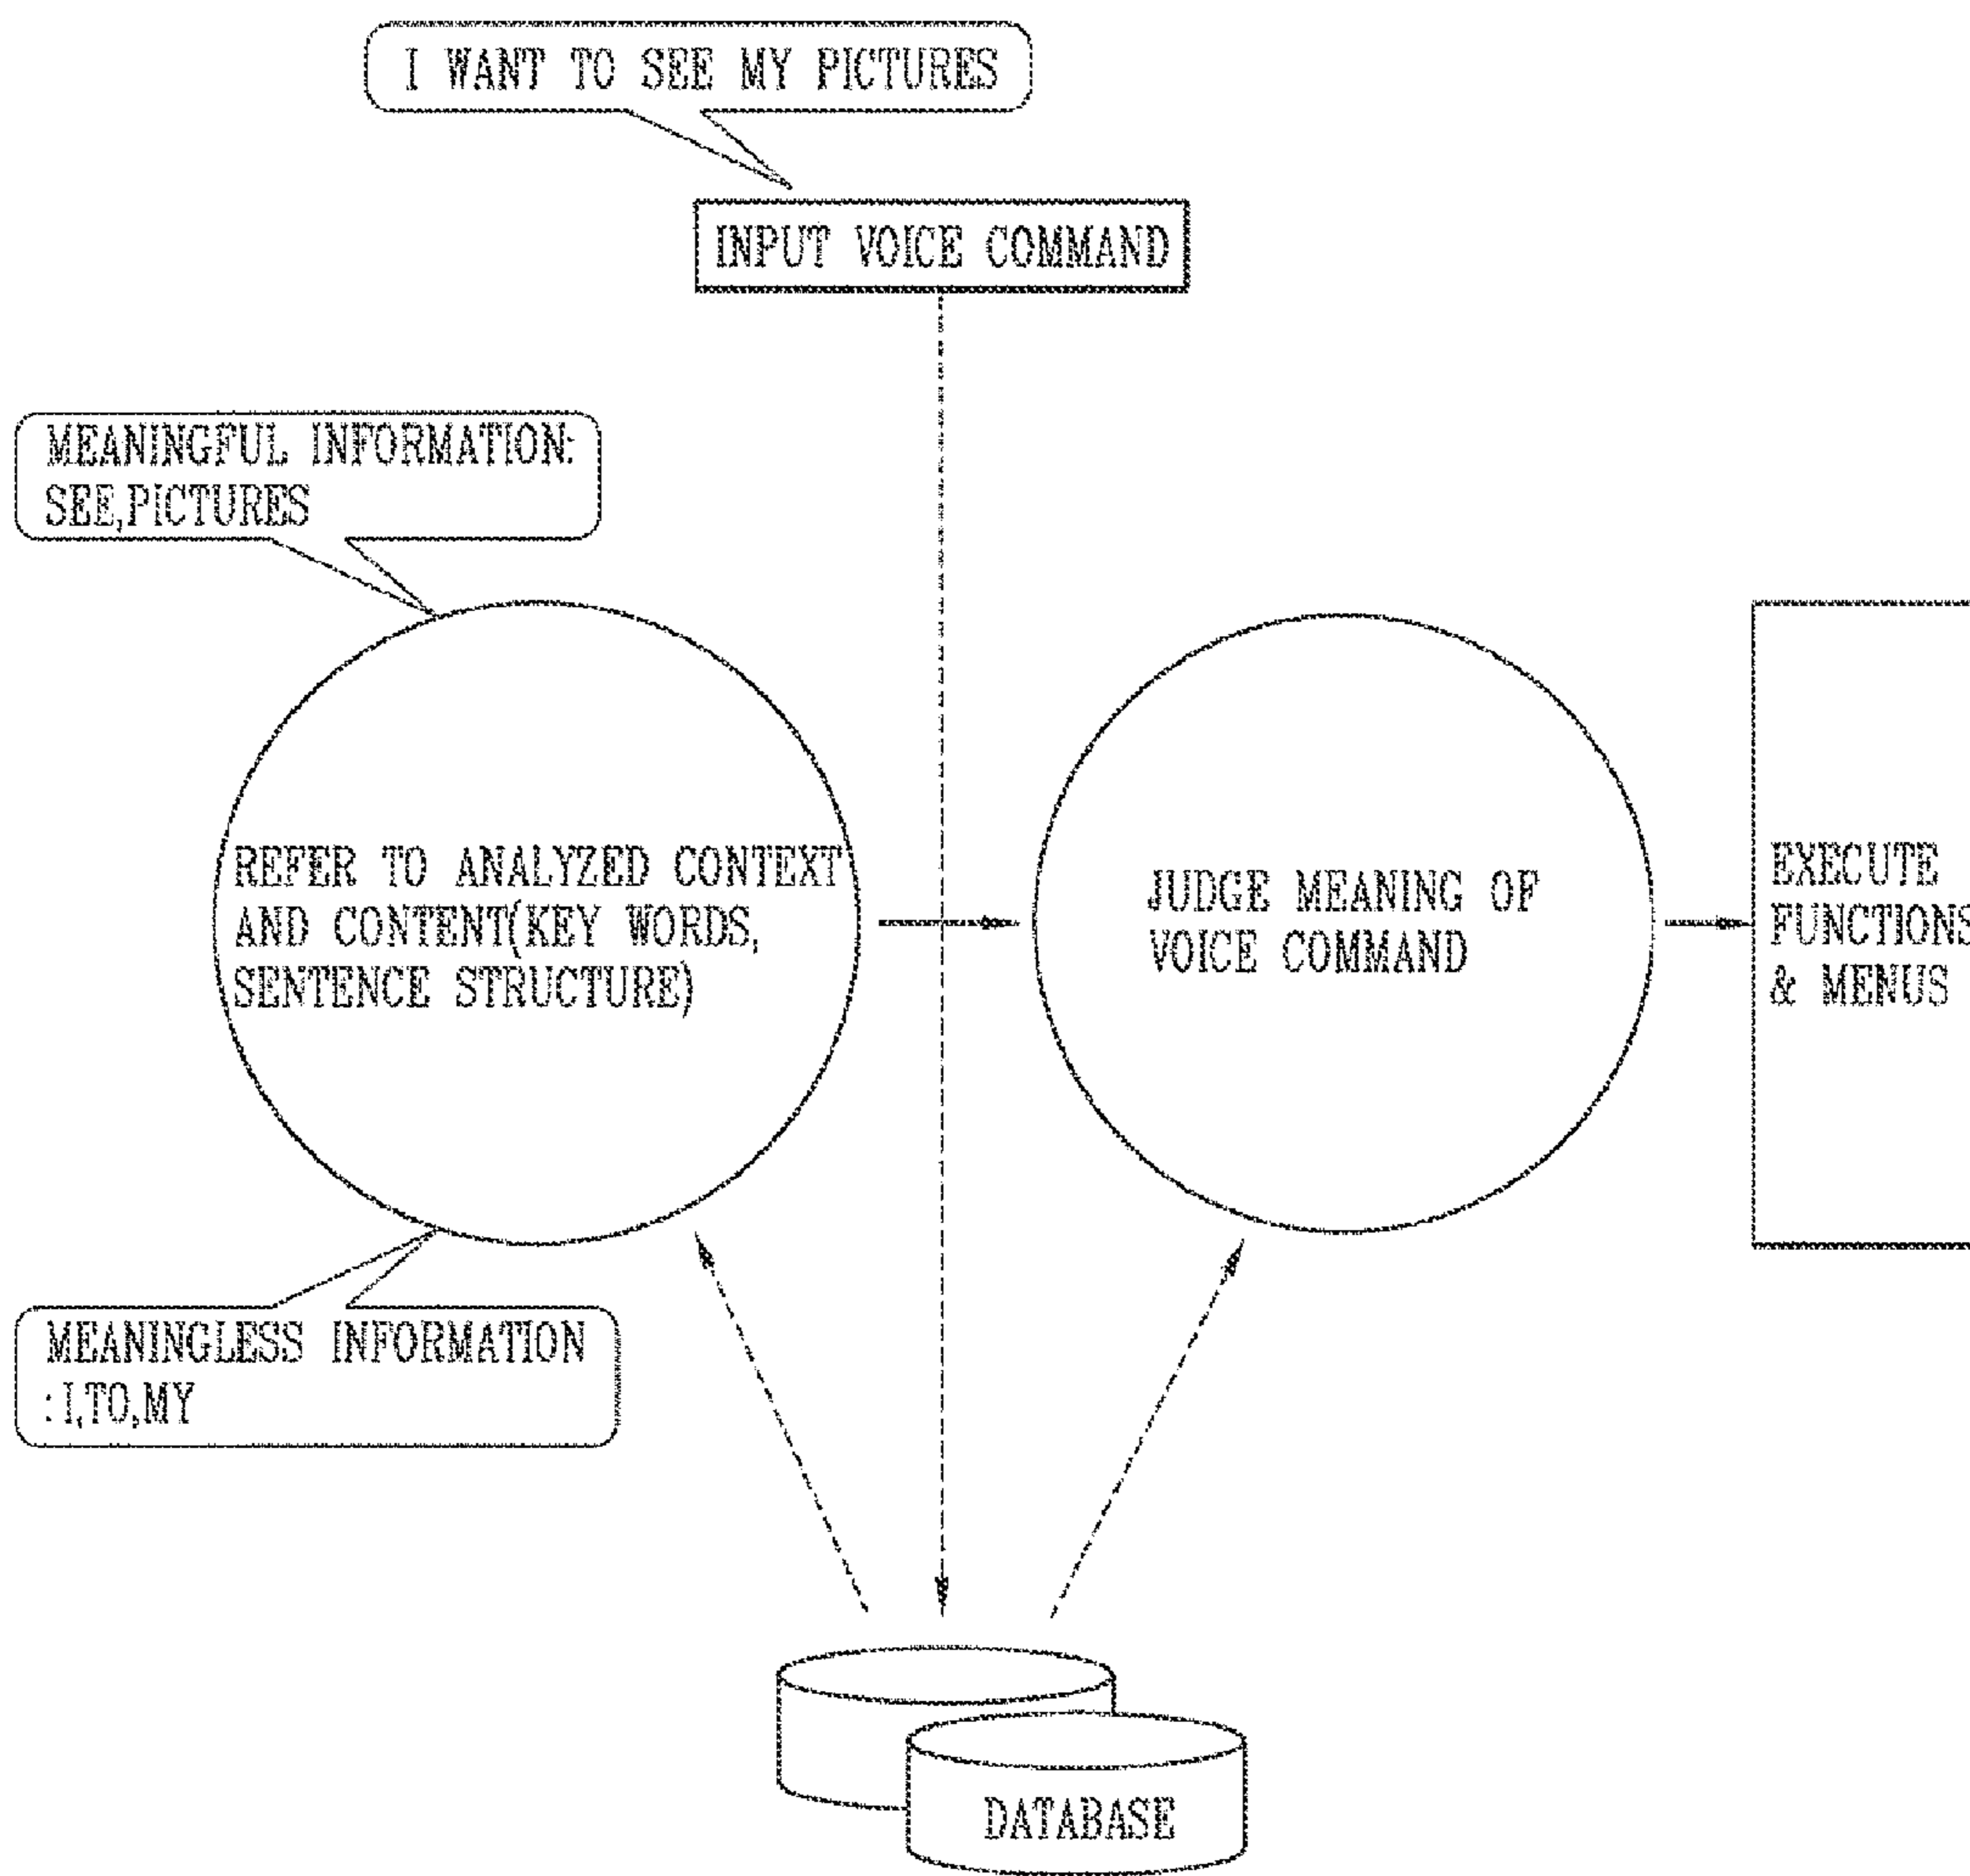 I WANT TO SEE MY PICTURES
INPUT VOICE COMMAND
MEANINGFUL INFORMATION:
SEE,PICTURES
REFER TO ANALYZED CONTEXT
AND CONTENT(KEY WORDS,
SENTENCE STRUCTURE)
JUDGE MEANING OF
VOICE COMMAND
EXECUTE
FUNCTIONS
& MENUS
MEANINGLESS INFORMATION
:I,TO,MY
DATABASE